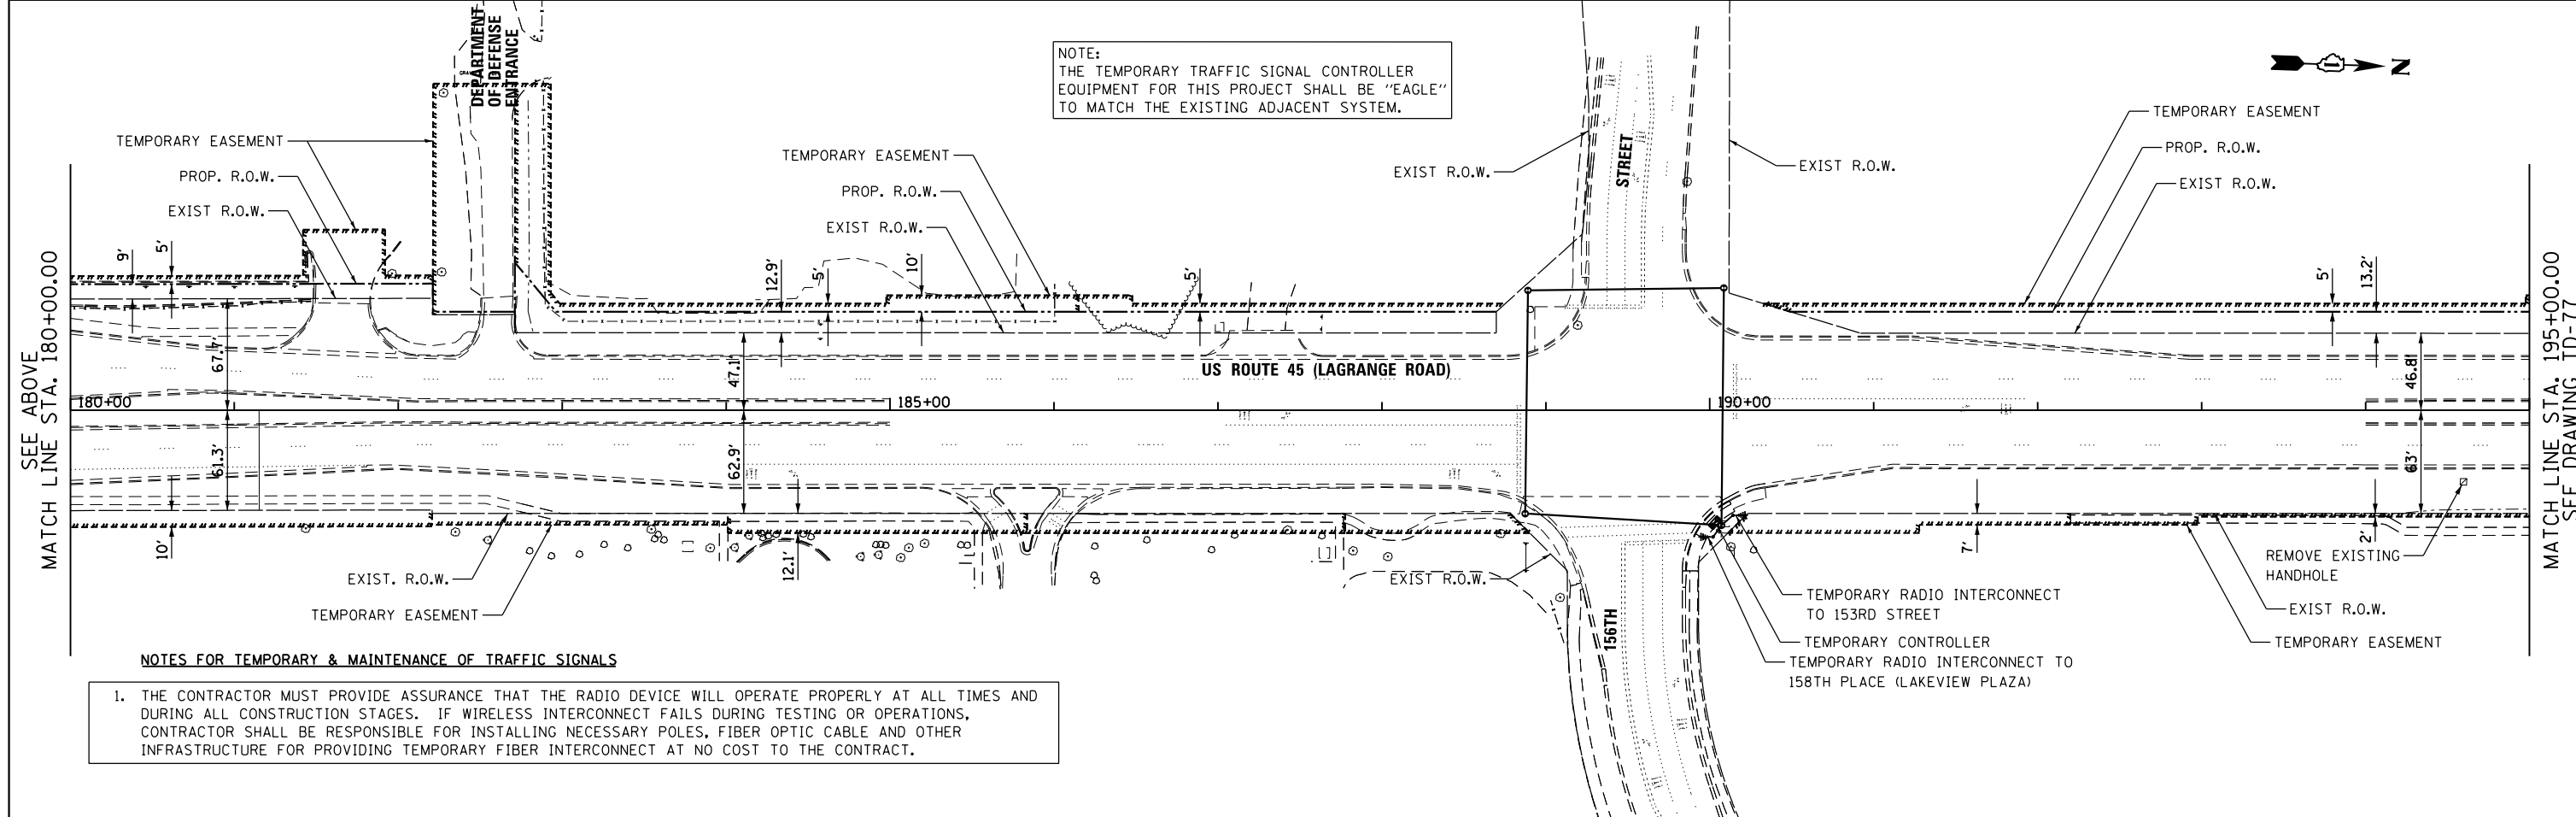 DEPARTMENT
OF DEFENSE
ENTRANCE
NOTE:
THE TEMPORARY TRAFFIC SIGNAL CONTROLLER
EQUIPMENT FOR THIS PROJECT SHALL BE "EAGLE"
TO MATCH THE EXISTING ADJACENT SYSTEM.
N
TEMPORARY EASEMENT
PROP. R.O.W.
EXIST R.O.W.
TEMPORARY EASEMENT
PROP. R.O.W.
EXIST R.O.W.
EXIST R.O.W.
STREET
EXIST R.O.W.
TEMPORARY EASEMENT
PROP. R.O.W.
EXIST R.O.W.
SEE ABOVE
MATCH LINE STA. 180+00.00
9'
5'
67.7'
61.3'
10'
12.9'
5'
10'
5'
47.1'
62.9'
12.1'
5'
13.2'
46.8'
63'
7'
2'
US ROUTE 45 (LAGRANGE ROAD)
180+00
185+00
190+00
MATCH LINE STA. 195+00.00
SEE DRAWING TD-77
EXIST. R.O.W.
TEMPORARY EASEMENT
EXIST R.O.W.
156TH
TEMPORARY RADIO INTERCONNECT
TO 153RD STREET
TEMPORARY CONTROLLER
TEMPORARY RADIO INTERCONNECT TO
158TH PLACE (LAKEVIEW PLAZA)
REMOVE EXISTING
HANDHOLE
EXIST R.O.W.
TEMPORARY EASEMENT
NOTES FOR TEMPORARY & MAINTENANCE OF TRAFFIC SIGNALS
1. THE CONTRACTOR MUST PROVIDE ASSURANCE THAT THE RADIO DEVICE WILL OPERATE PROPERLY AT ALL TIMES AND
DURING ALL CONSTRUCTION STAGES. IF WIRELESS INTERCONNECT FAILS DURING TESTING OR OPERATIONS,
CONTRACTOR SHALL BE RESPONSIBLE FOR INSTALLING NECESSARY POLES, FIBER OPTIC CABLE AND OTHER
INFRASTRUCTURE FOR PROVIDING TEMPORARY FIBER INTERCONNECT AT NO COST TO THE CONTRACT.